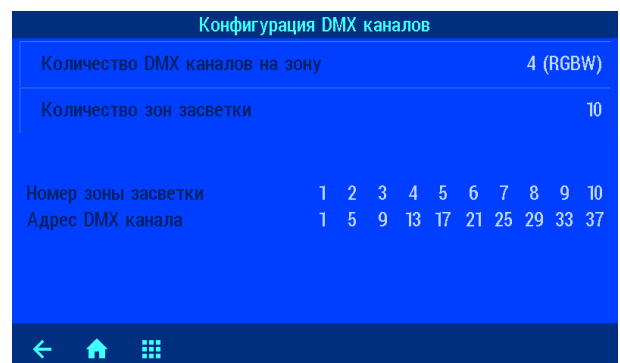 Конфигурация DMX каналов
Количество DMX каналов на зону 4 (RGBW)
Количество зон засветки 10
Номер зоны засветки 1 2 3 4 5 6 7 8 9 10
Адрес DMX канала 1 5 9 13 17 21 25 29 33 37